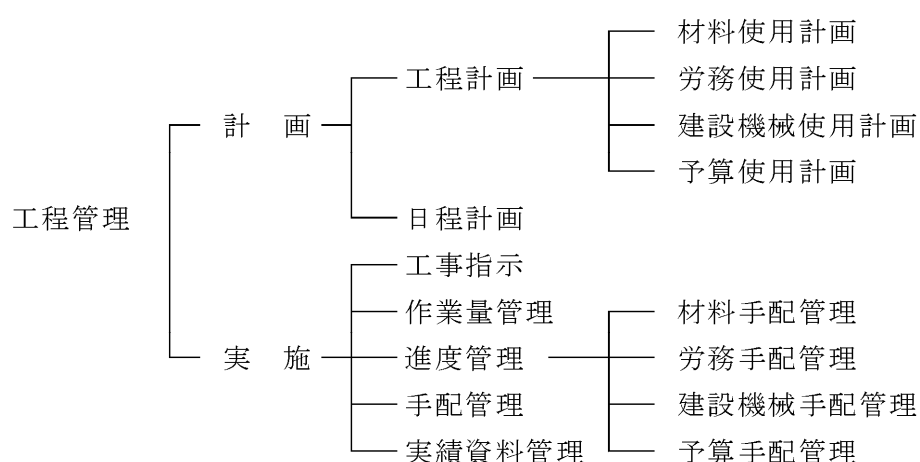 材料使用計画
工程計画
労務使用計画
計画
建設機械使用計画
予算使用計画
工程管理
日程計画
工事指示
作業量管理
材料手配管理
実施
進度管理
労務手配管理
手配管理
建設機械手配管理
実績資料管理
予算手配管理